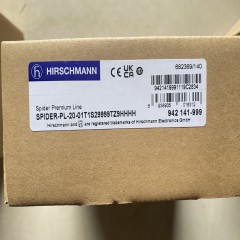 HIRSCHMANN
CE UK CA
662369/140
Spider Premium Line
SPIDER-PL-20-01T1S29999TZ9HHHH
942 141-999
Hirschmann and are registered trademarks of Hirschmann Electronics GmbH